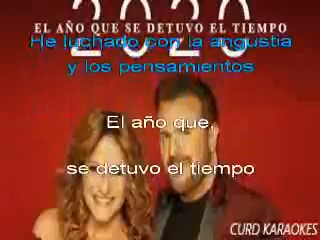 2020
EL AÑO QUE SE DETUVO EL TIEMPO
He luchado con la angustia
y los pensamientos
El año que,
se detuvo el tiempo
CURD KARAOKES